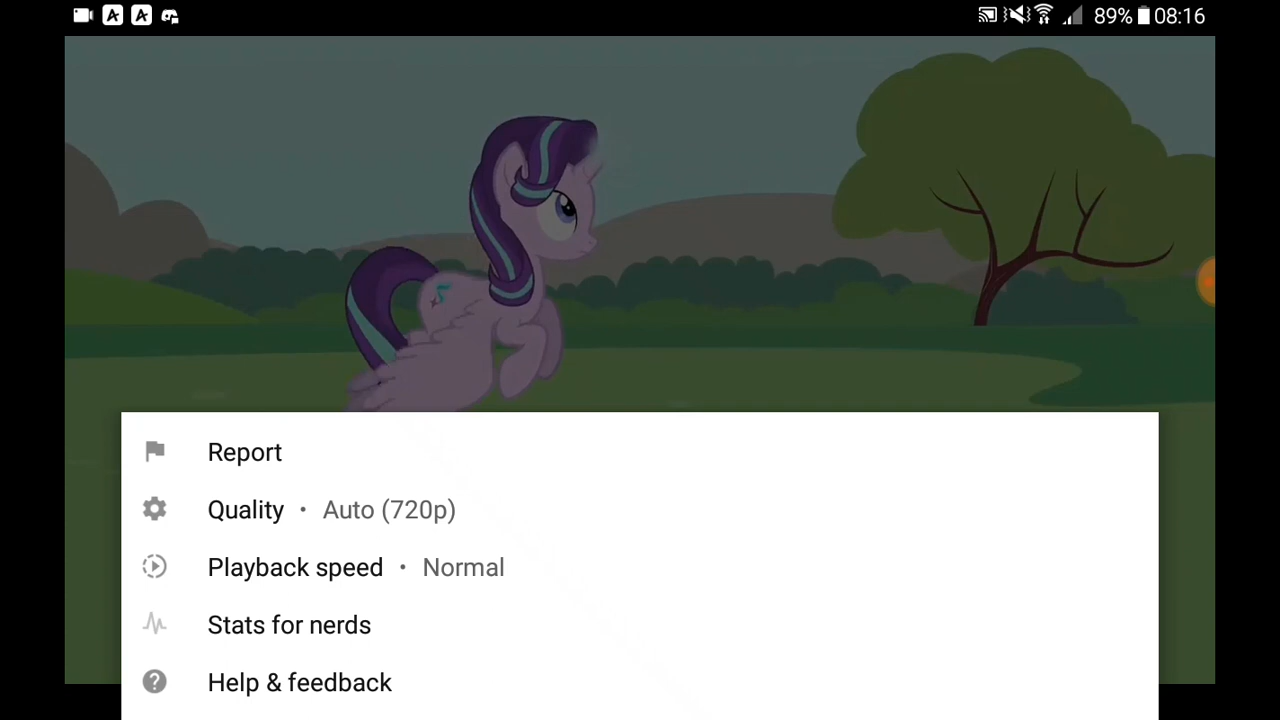 89% 08:16
Report
Quality • Auto (720p)
Playback speed • Normal
Stats for nerds
Help & feedback